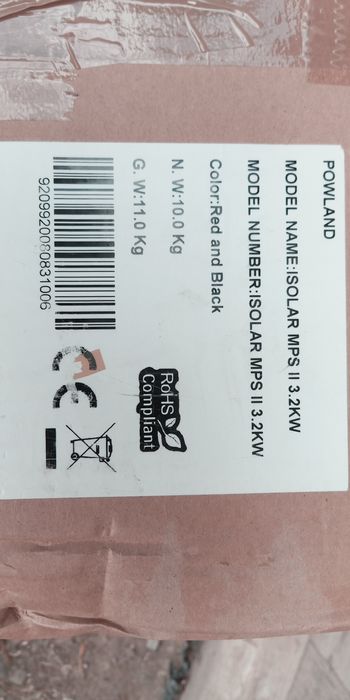 POWLAND
MODEL NAME:ISOLAR MPS II 3.2KW
MODEL NUMBER:ISOLAR MPS II 3.2KW
Color:Red and Black
N. W:10.0 Kg
G. W:11.0 Kg
9209920080831006
RoHS
Compliant
CE